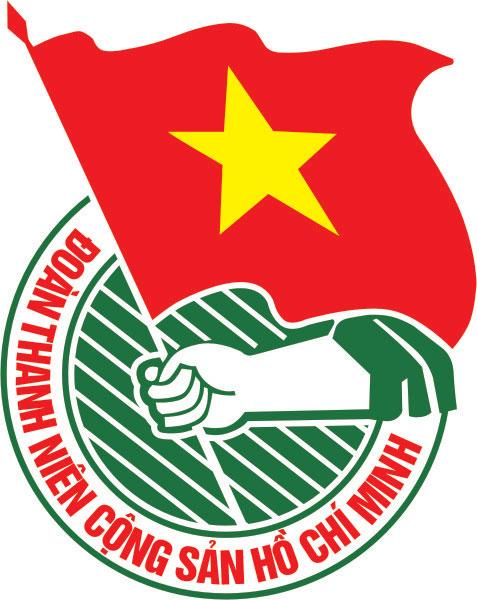 ĐOÀN THANH NIÊN CỘNG SẢN HỒ CHÍ MINH